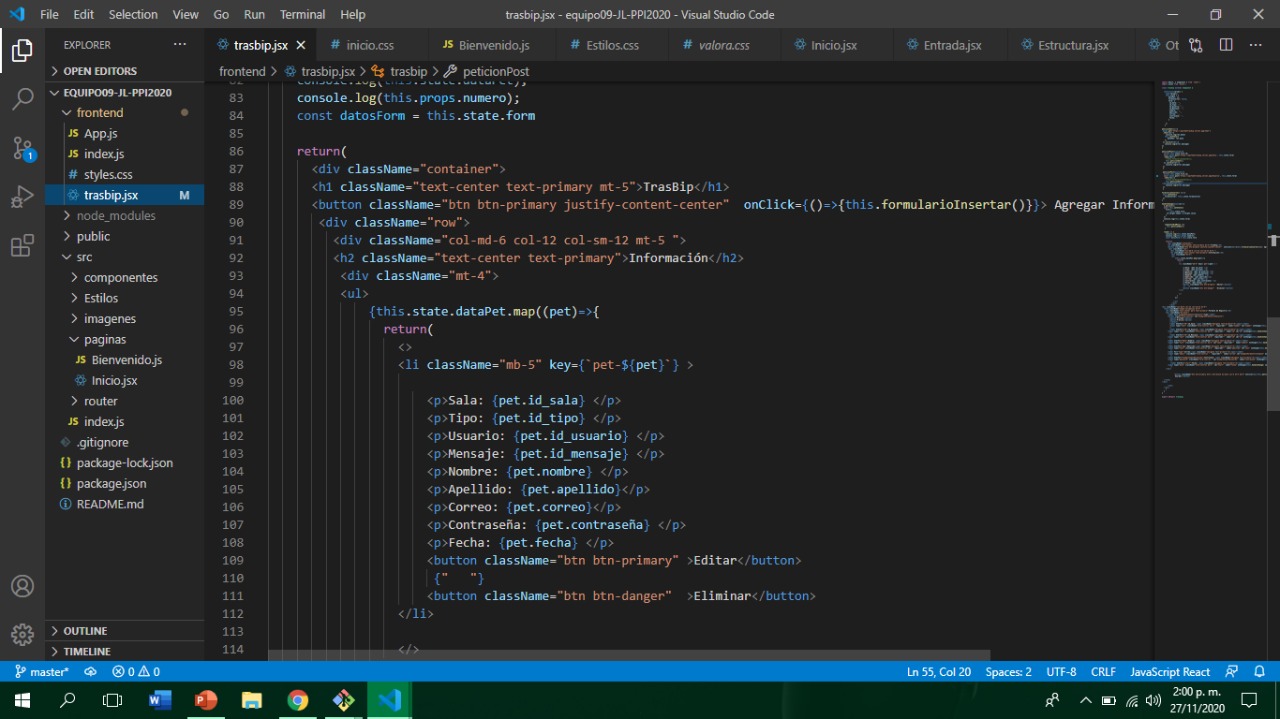 File Edit Selection View Go Run Terminal Help
trasbip.jsx - equipo09-JL-PPI2020 - Visual Studio Code
EXPLORER
trasbip.jsx
inicio.css
Bienvenido.js
Estilos.css
valora.css
Inicio.jsx
Entrada.jsx
Estructura.jsx
Ot
OPEN EDITORS
EQUIPO09-JL-PPI2020
frontend
App.js
index.js
styles.css
trasbip.jsx M
node_modules
public
src
componentes
Estilos
imagenes
paginas
Bienvenido.js
Inicio.jsx
router
index.js
.gitignore
package-lock.json
package.json
README.md
OUTLINE
TIMELINE
frontend > trasbip.jsx > trasbip > peticionPost
83 console.log(this.props.numero);
84 const datosForm = this.state.form
85
86 return(
87 <div className="container">
88 <h1 className="text-center text-primary mt-5">TrasBip</h1>
89 <button className="btn btn-primary justify-content-center" onClick={()=>{this.formularioInsertar()}}> Agregar Inform
90 <div className="row">
91 <div className="col-md-6 col-12 col-sm-12 mt-5 ">
92 <h2 className="text-center text-primary">Información</h2>
93 <div className="mt-4">
94 <ul>
95 {this.state.dataPet.map((pet)=>{
96 return(
97 <>
98 <li className="mb-5" key={`pet-${pet}`} >
99
100 <p>Sala: {pet.id_sala} </p>
101 <p>Tipo: {pet.id_tipo} </p>
102 <p>Usuario: {pet.id_usuario} </p>
103 <p>Mensaje: {pet.id_mensaje} </p>
104 <p>Nombre: {pet.nombre} </p>
105 <p>Apellido: {pet.apellido}</p>
106 <p>Correo: {pet.correo}</p>
107 <p>Contraseña: {pet.contraseña} </p>
108 <p>Fecha: {pet.fecha} </p>
109 <button className="btn btn-primary" >Editar</button>
110 {"   "}
111 <button className="btn btn-danger"  >Eliminar</button>
112 </li>
113
114 </>
master* 0 0
Ln 55, Col 20 Spaces: 2 UTF-8 CRLF JavaScript React
2:00 p. m.
27/11/2020